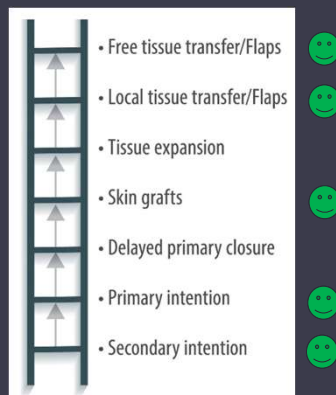 • Free tissue transfer/Flaps
• Local tissue transfer/Flaps
• Tissue expansion
• Skin grafts
• Delayed primary closure
• Primary intention
• Secondary intention